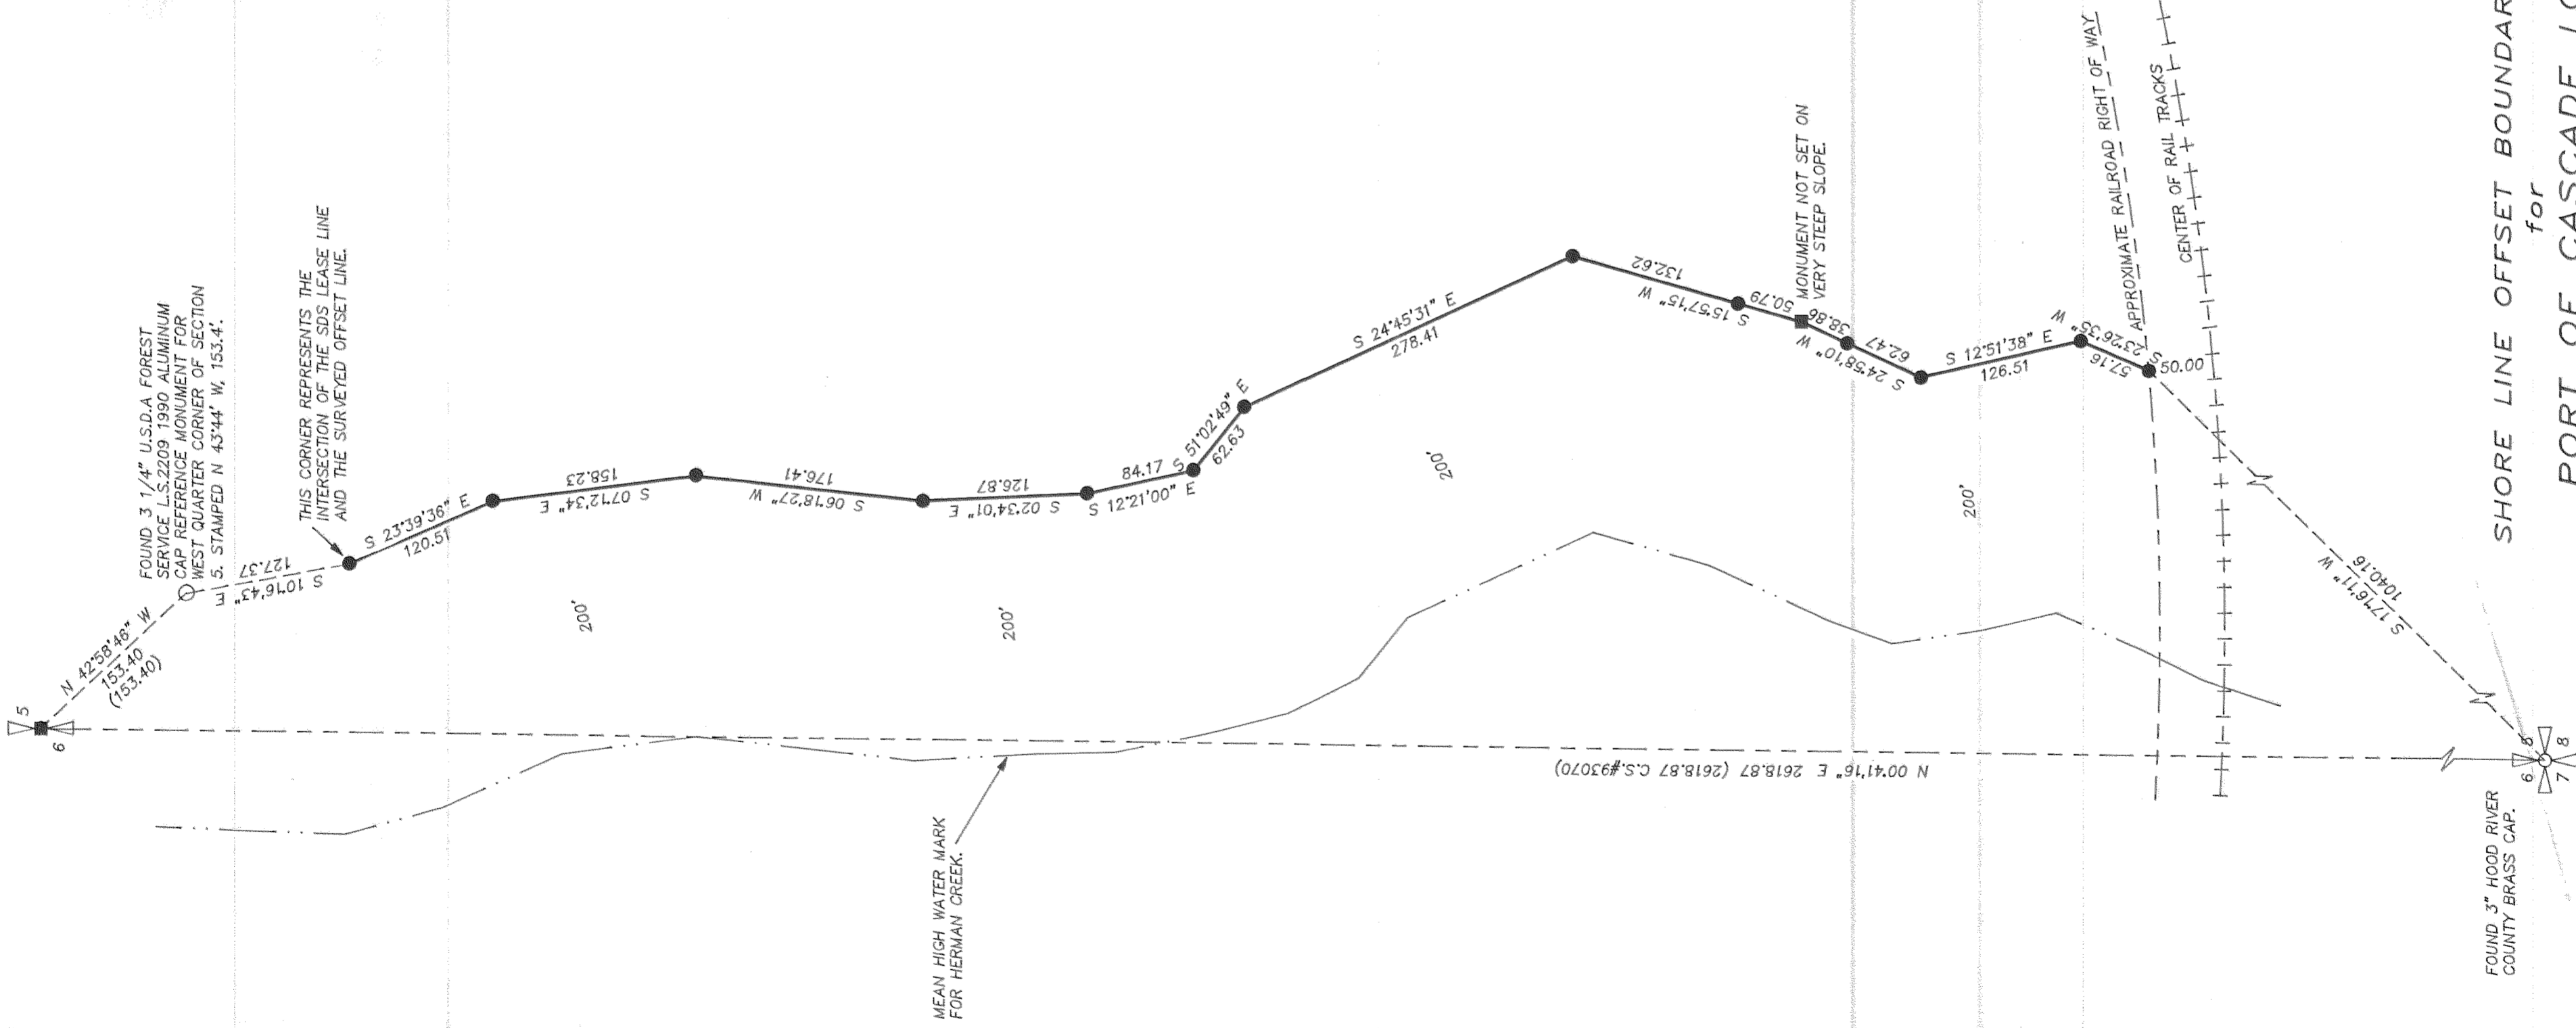 5
6
N 42°58'46" W
153.40
(153.40)
FOUND 3 1/4" U.S.D.A FOREST
SERVICE L.S.2209 1990 ALUMINUM
CAP REFERENCE MONUMENT FOR
WEST QUARTER CORNER OF SECTION
5. STAMPED N 43°44' W, 153.4'.
127.37
S 10°16'43" E
THIS CORNER REPRESENTS THE
INTERSECTION OF THE SDS LEASE LINE
AND THE SURVEYED OFFSET LINE.
S 23°39'36" E
120.51
158.23
S 07°12'34" E
200'
176.41
S 06°18'27" W
126.87
S 02°34'01" E
200'
84.17
S 12°21'00" E
S 51°02'49" E
62.63
MEAN HIGH WATER MARK
FOR HERMAN CREEK.
S 24°45'31" E
278.41
200'
132.62
S 15°57'15" W
50.79
MONUMENT NOT SET ON
VERY STEEP SLOPE.
38.86
S 24°58'10" W
62.47
S 12°51'38" E
126.51
200'
S 23°26'35" W
57.16
50.00
APPROXIMATE RAILROAD RIGHT OF WAY
CENTER OF RAIL TRACKS
N 00°41'16" E 2618.87 (2618.87 C.S.#93070)
S 17°16'11" W
1040.16
6
8
7
8
FOUND 3" HOOD RIVER
COUNTY BRASS CAP.
SHORE LINE OFFSET BOUNDAR
for
PORT OF CASCADE LO